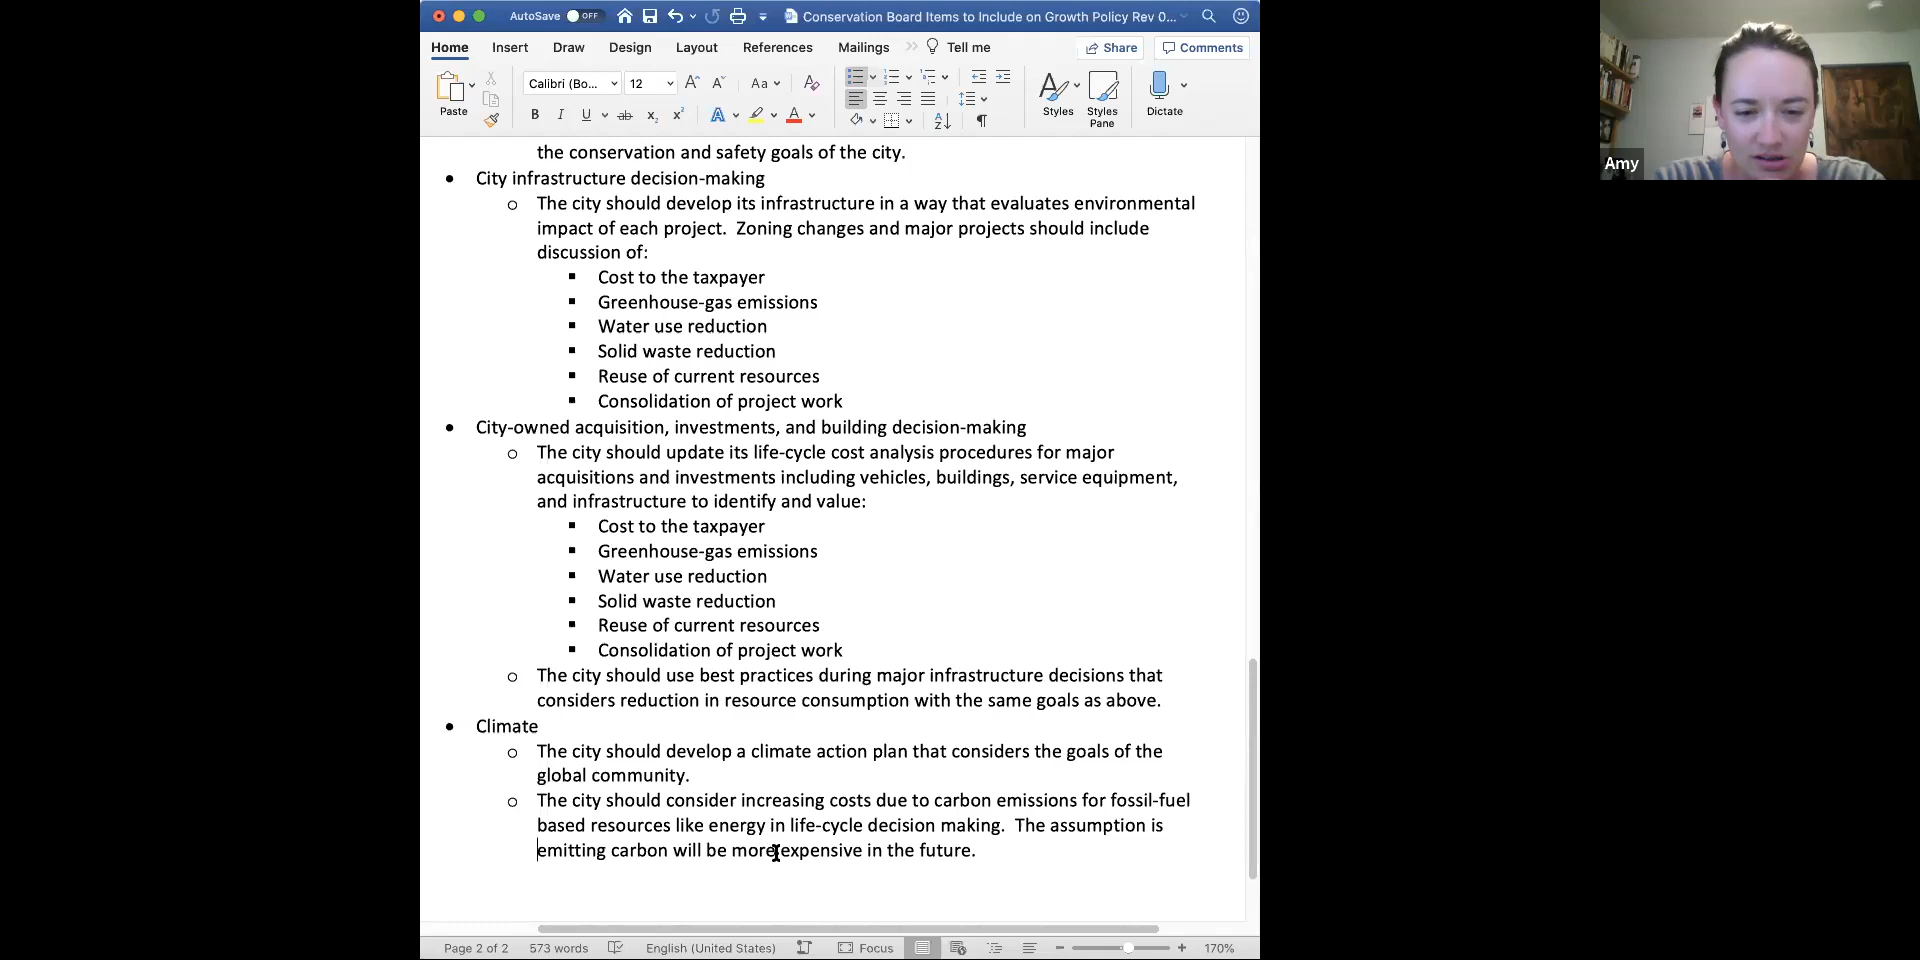 AutoSave OFF
Conservation Board Items to Include on Growth Policy Rev 0...
Home Insert Draw Design Layout References Mailings Tell me Share Comments
Paste
Calibri (Bo... 12
Aa
B I U ab x₂ x²
A A
Styles
Styles Pane
Dictate
the conservation and safety goals of the city.
• City infrastructure decision-making
o The city should develop its infrastructure in a way that evaluates environmental
impact of each project. Zoning changes and major projects should include
discussion of:
▪ Cost to the taxpayer
▪ Greenhouse-gas emissions
▪ Water use reduction
▪ Solid waste reduction
▪ Reuse of current resources
▪ Consolidation of project work
• City-owned acquisition, investments, and building decision-making
o The city should update its life-cycle cost analysis procedures for major
acquisitions and investments including vehicles, buildings, service equipment,
and infrastructure to identify and value:
▪ Cost to the taxpayer
▪ Greenhouse-gas emissions
▪ Water use reduction
▪ Solid waste reduction
▪ Reuse of current resources
▪ Consolidation of project work
o The city should use best practices during major infrastructure decisions that
considers reduction in resource consumption with the same goals as above.
• Climate
o The city should develop a climate action plan that considers the goals of the
global community.
o The city should consider increasing costs due to carbon emissions for fossil-fuel
based resources like energy in life-cycle decision making. The assumption is
emitting carbon will be more expensive in the future.
Page 2 of 2 573 words English (United States) Focus 170%
Amy